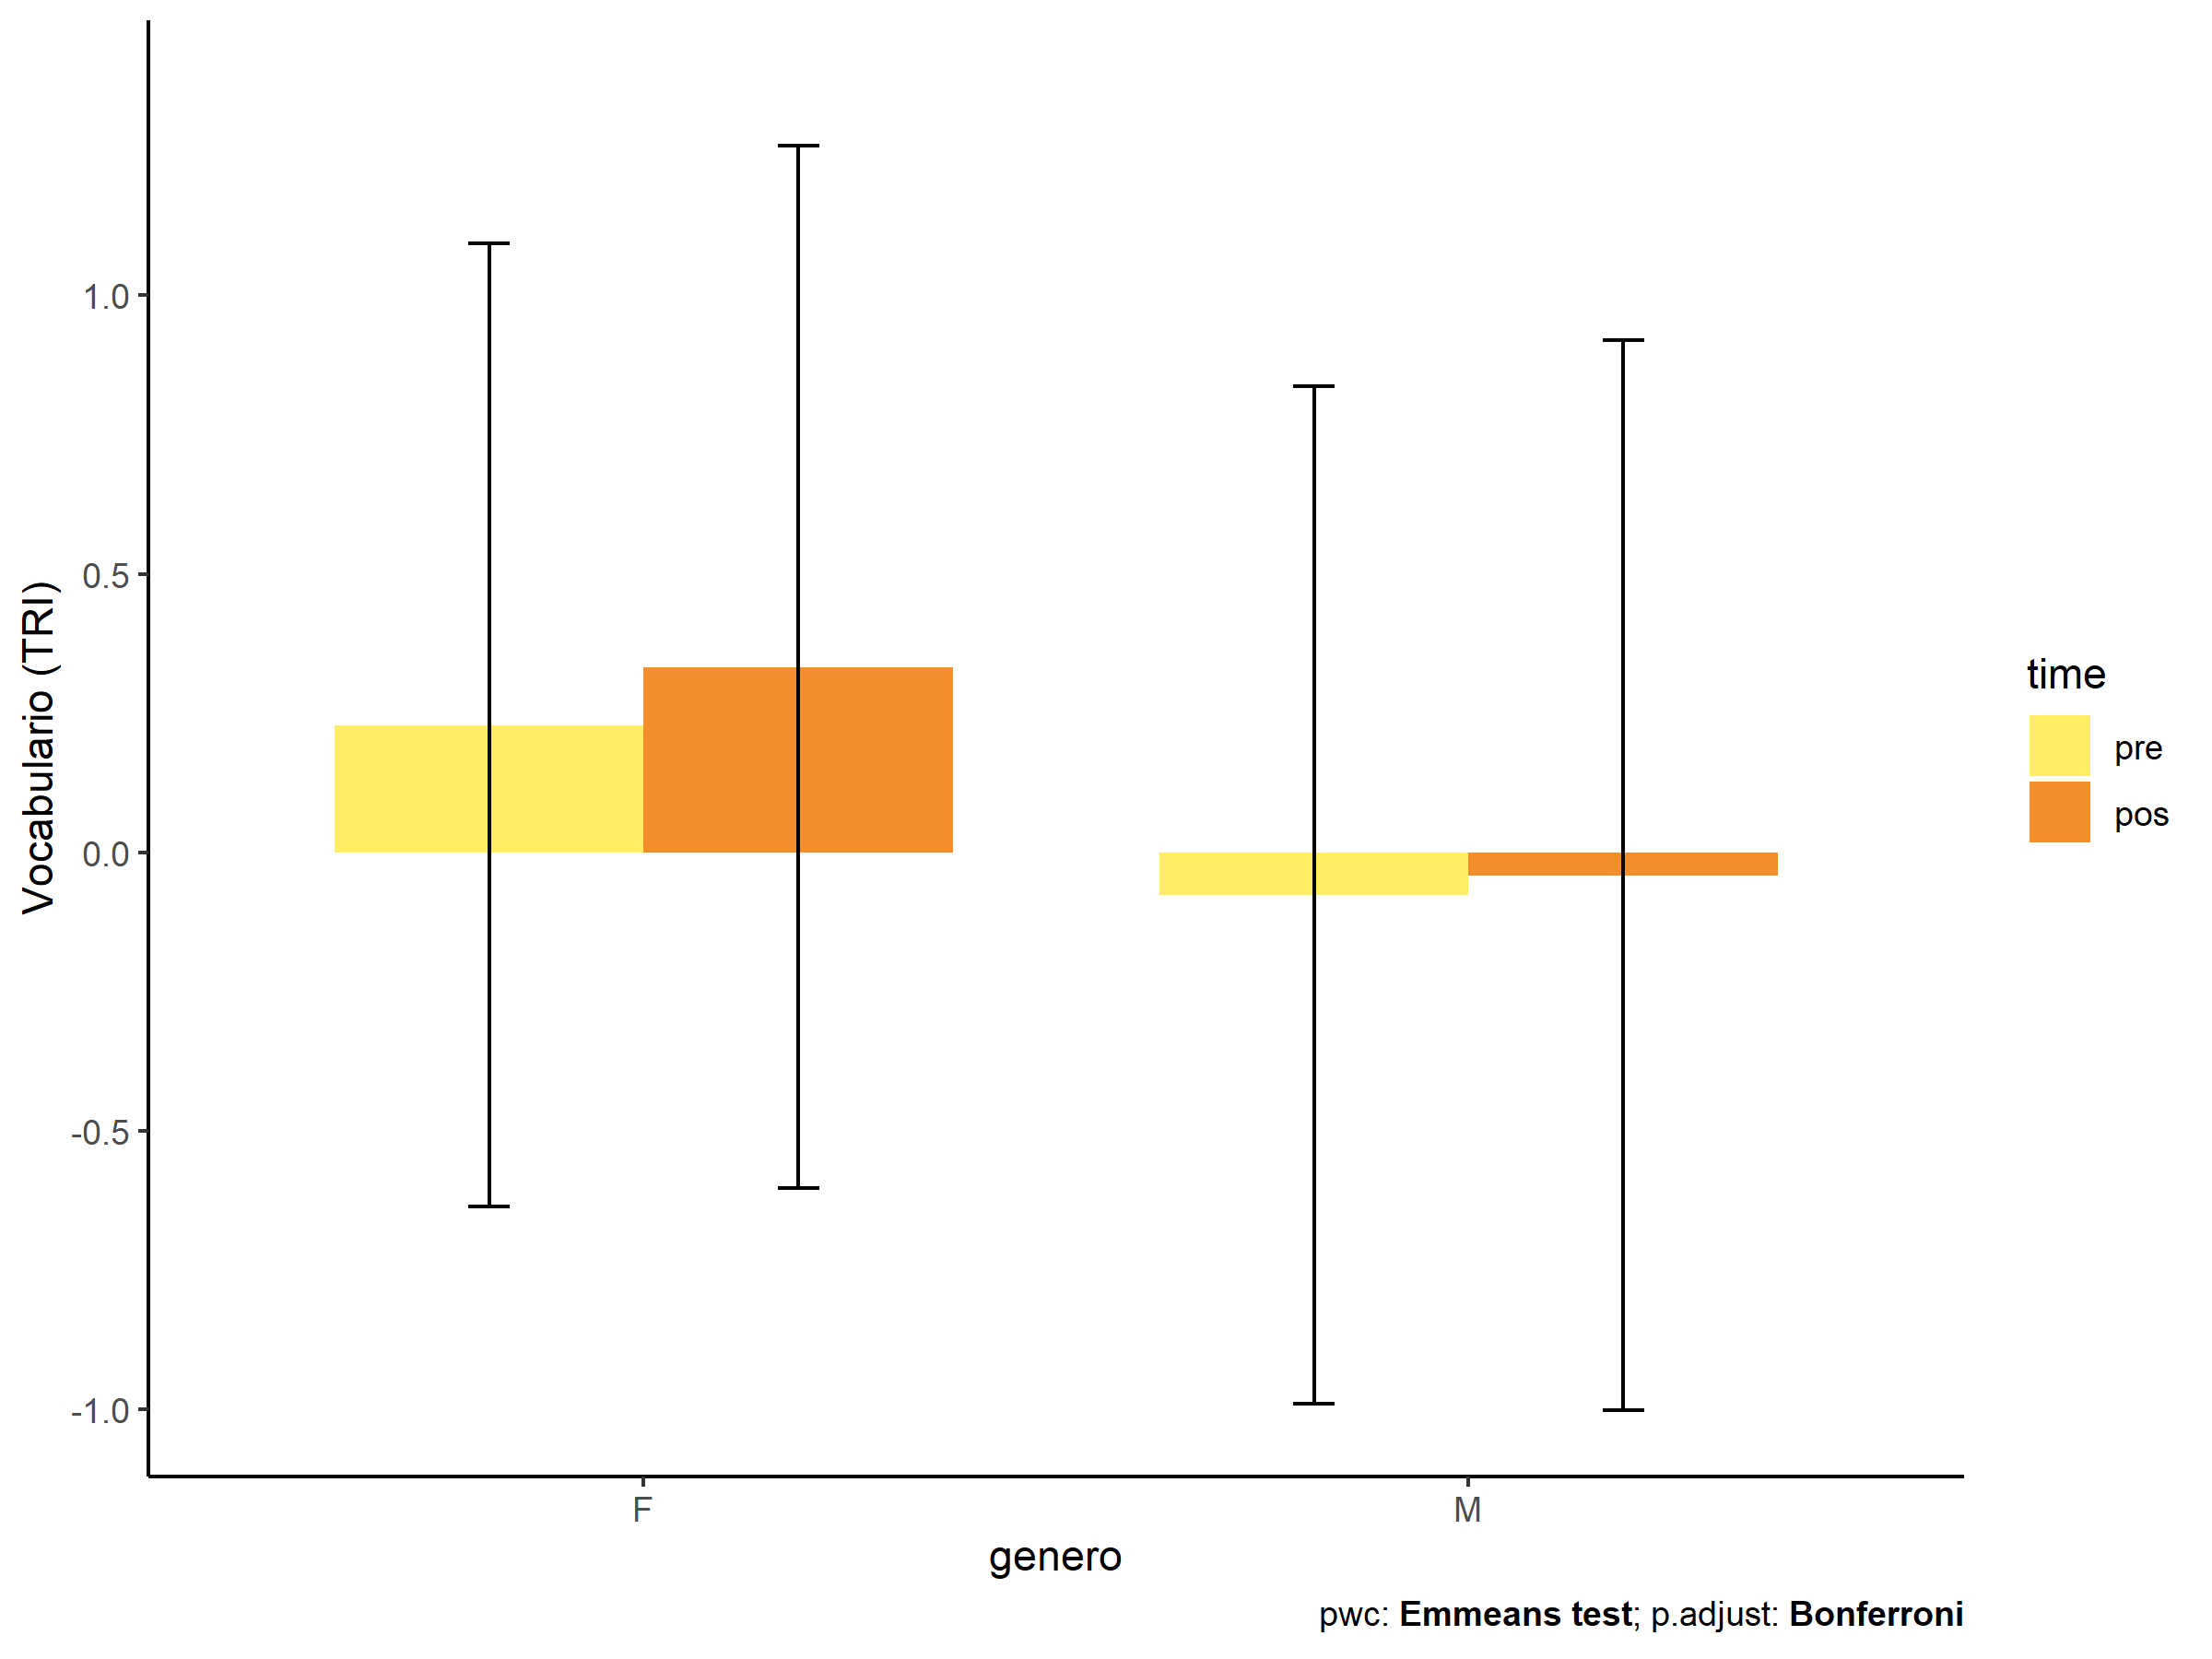 Vocabulario (TRI)
1.0
0.5
0.0
-0.5
-1.0
F
M
genero
time
pre
pos
pwc: Emmeans test; p.adjust: Bonferroni